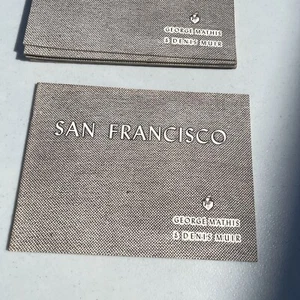 GEORGE MATHIS
& DENIS MUIR
SAN FRANCISCO
GEORGE MATHIS
& DENIS MUIR